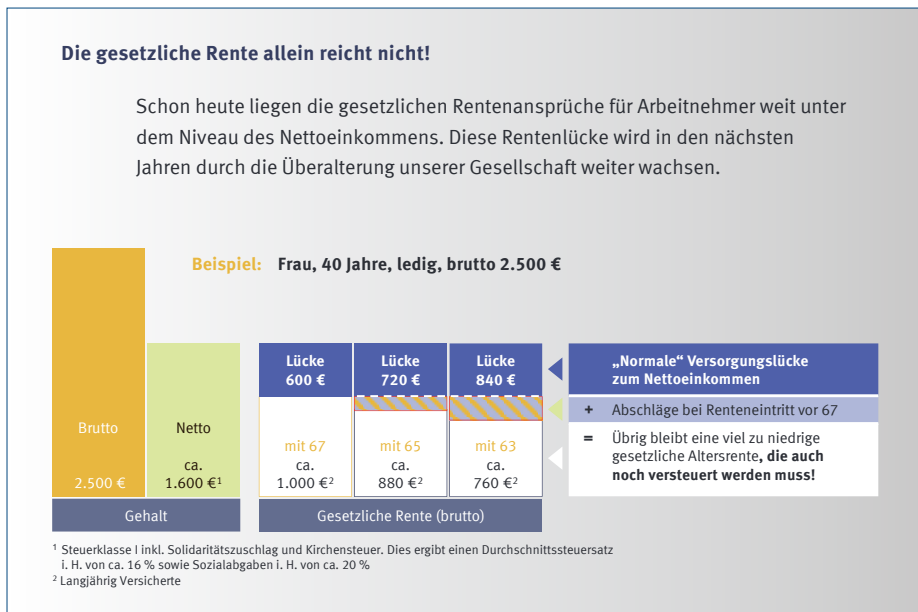 Die gesetzliche Rente allein reicht nicht!
Schon heute liegen die gesetzlichen Rentenansprüche für Arbeitnehmer weit unter
dem Niveau des Nettoeinkommens. Diese Rentenlücke wird in den nächsten
Jahren durch die Überalterung unserer Gesellschaft weiter wachsen.
Beispiel: Frau, 40 Jahre, ledig, brutto 2.500 €
Brutto
2.500 €
Netto
ca.
1.600 €¹
Gehalt
Lücke
600 €
mit 67
ca.
1.000 €²
Lücke
720 €
mit 65
ca.
880 €²
Lücke
840 €
mit 63
ca.
760 €²
Gesetzliche Rente (brutto)
„Normale“ Versorgungslücke
zum Nettoeinkommen
+ Abschläge bei Renteneintritt vor 67
= Übrig bleibt eine viel zu niedrige
gesetzliche Altersrente, die auch
noch versteuert werden muss!
¹ Steuerklasse I inkl. Solidaritätszuschlag und Kirchensteuer. Dies ergibt einen Durchschnittssteuersatz
i. H. von ca. 16 % sowie Sozialabgaben i. H. von ca. 20 %
² Langjährig Versicherte